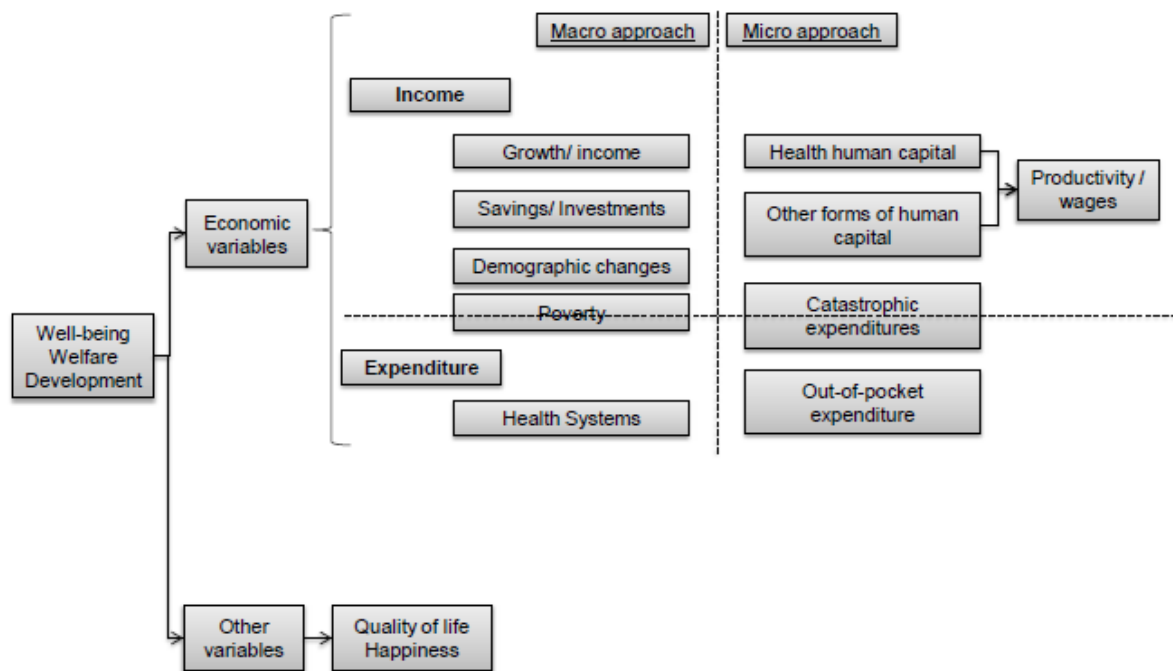 Macro approach
Micro approach
Income
Growth/ income
Health human capital
Productivity /
wages
Savings/ Investments
Other forms of human
capital
Economic
variables
Demographic changes
Poverty
Catastrophic
expenditures
Well-being
Welfare
Development
Expenditure
Out-of-pocket
expenditure
Health Systems
Other
variables
Quality of life
Happiness